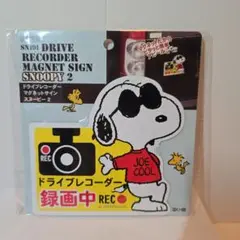 SN101 DRIVE
RECORDER
MAGNET SIGN
SNOOPY 2
ドライブレコーダー
マグネットサイン
スヌーピー2
REC
JOE
COOL
ドライブレコーダー
録画中 REC